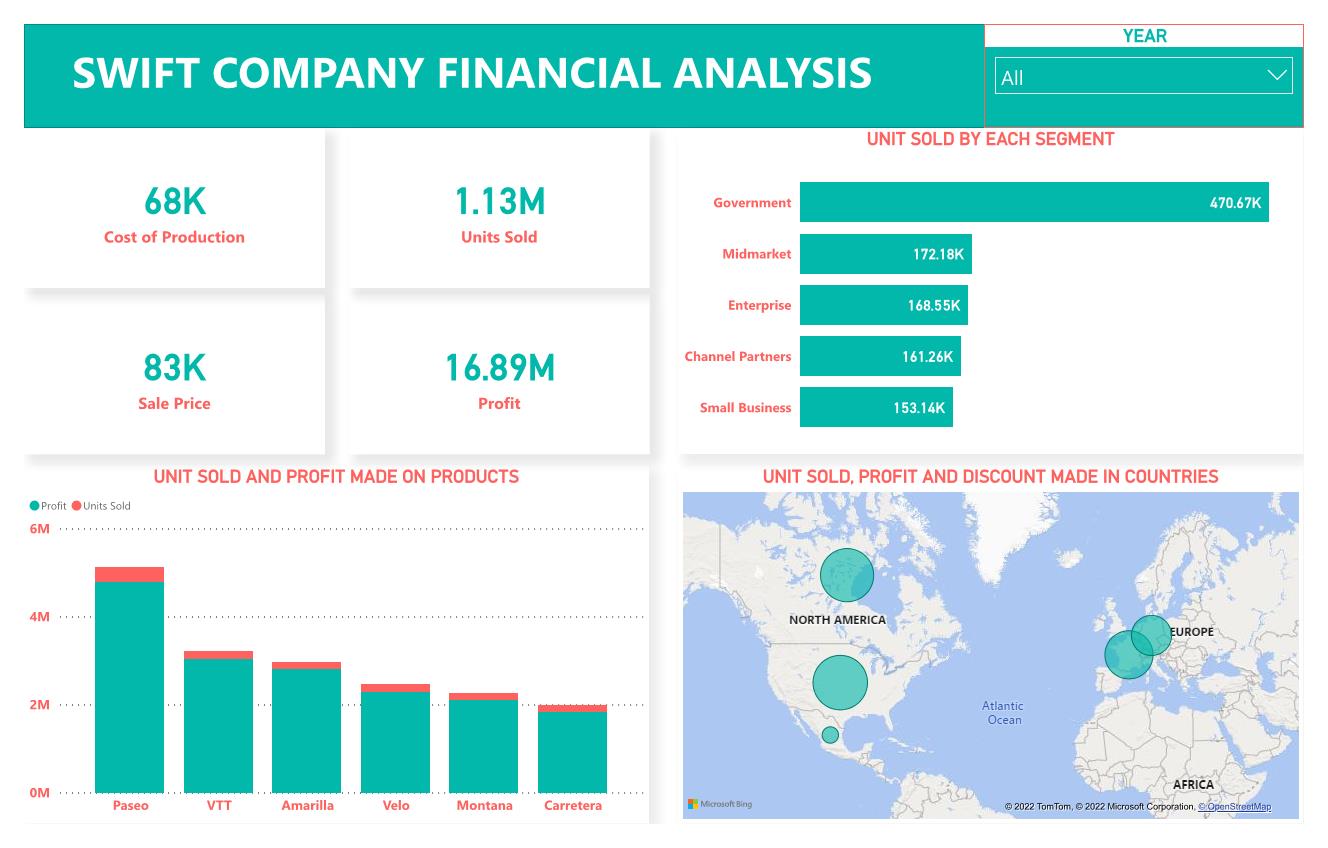 SWIFT COMPANY FINANCIAL ANALYSIS
YEAR
All
68K
Cost of Production
1.13M
Units Sold
83K
Sale Price
16.89M
Profit
UNIT SOLD BY EACH SEGMENT
Government 470.67K
Midmarket 172.18K
Enterprise 168.55K
Channel Partners 161.26K
Small Business 153.14K
UNIT SOLD AND PROFIT MADE ON PRODUCTS
Profit Units Sold
6M
4M
2M
0M
Paseo VTT Amarilla Velo Montana Carretera
UNIT SOLD, PROFIT AND DISCOUNT MADE IN COUNTRIES
NORTH AMERICA
EUROPE
Atlantic
Ocean
AFRICA
Microsoft Bing
© 2022 TomTom, © 2022 Microsoft Corporation, © OpenStreetMap